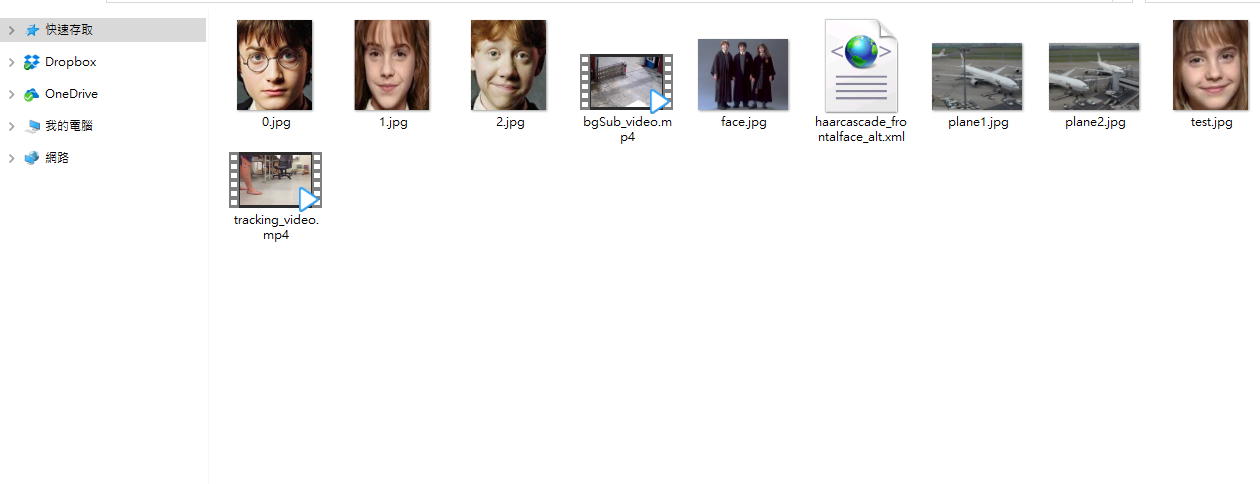 快速存取
Dropbox
OneDrive
我的電腦
網路
0.jpg
1.jpg
2.jpg
bgSub_video.m
p4
face.jpg
haarcascade_fro
ntalface_alt.xml
plane1.jpg
plane2.jpg
test.jpg
tracking_video.
mp4